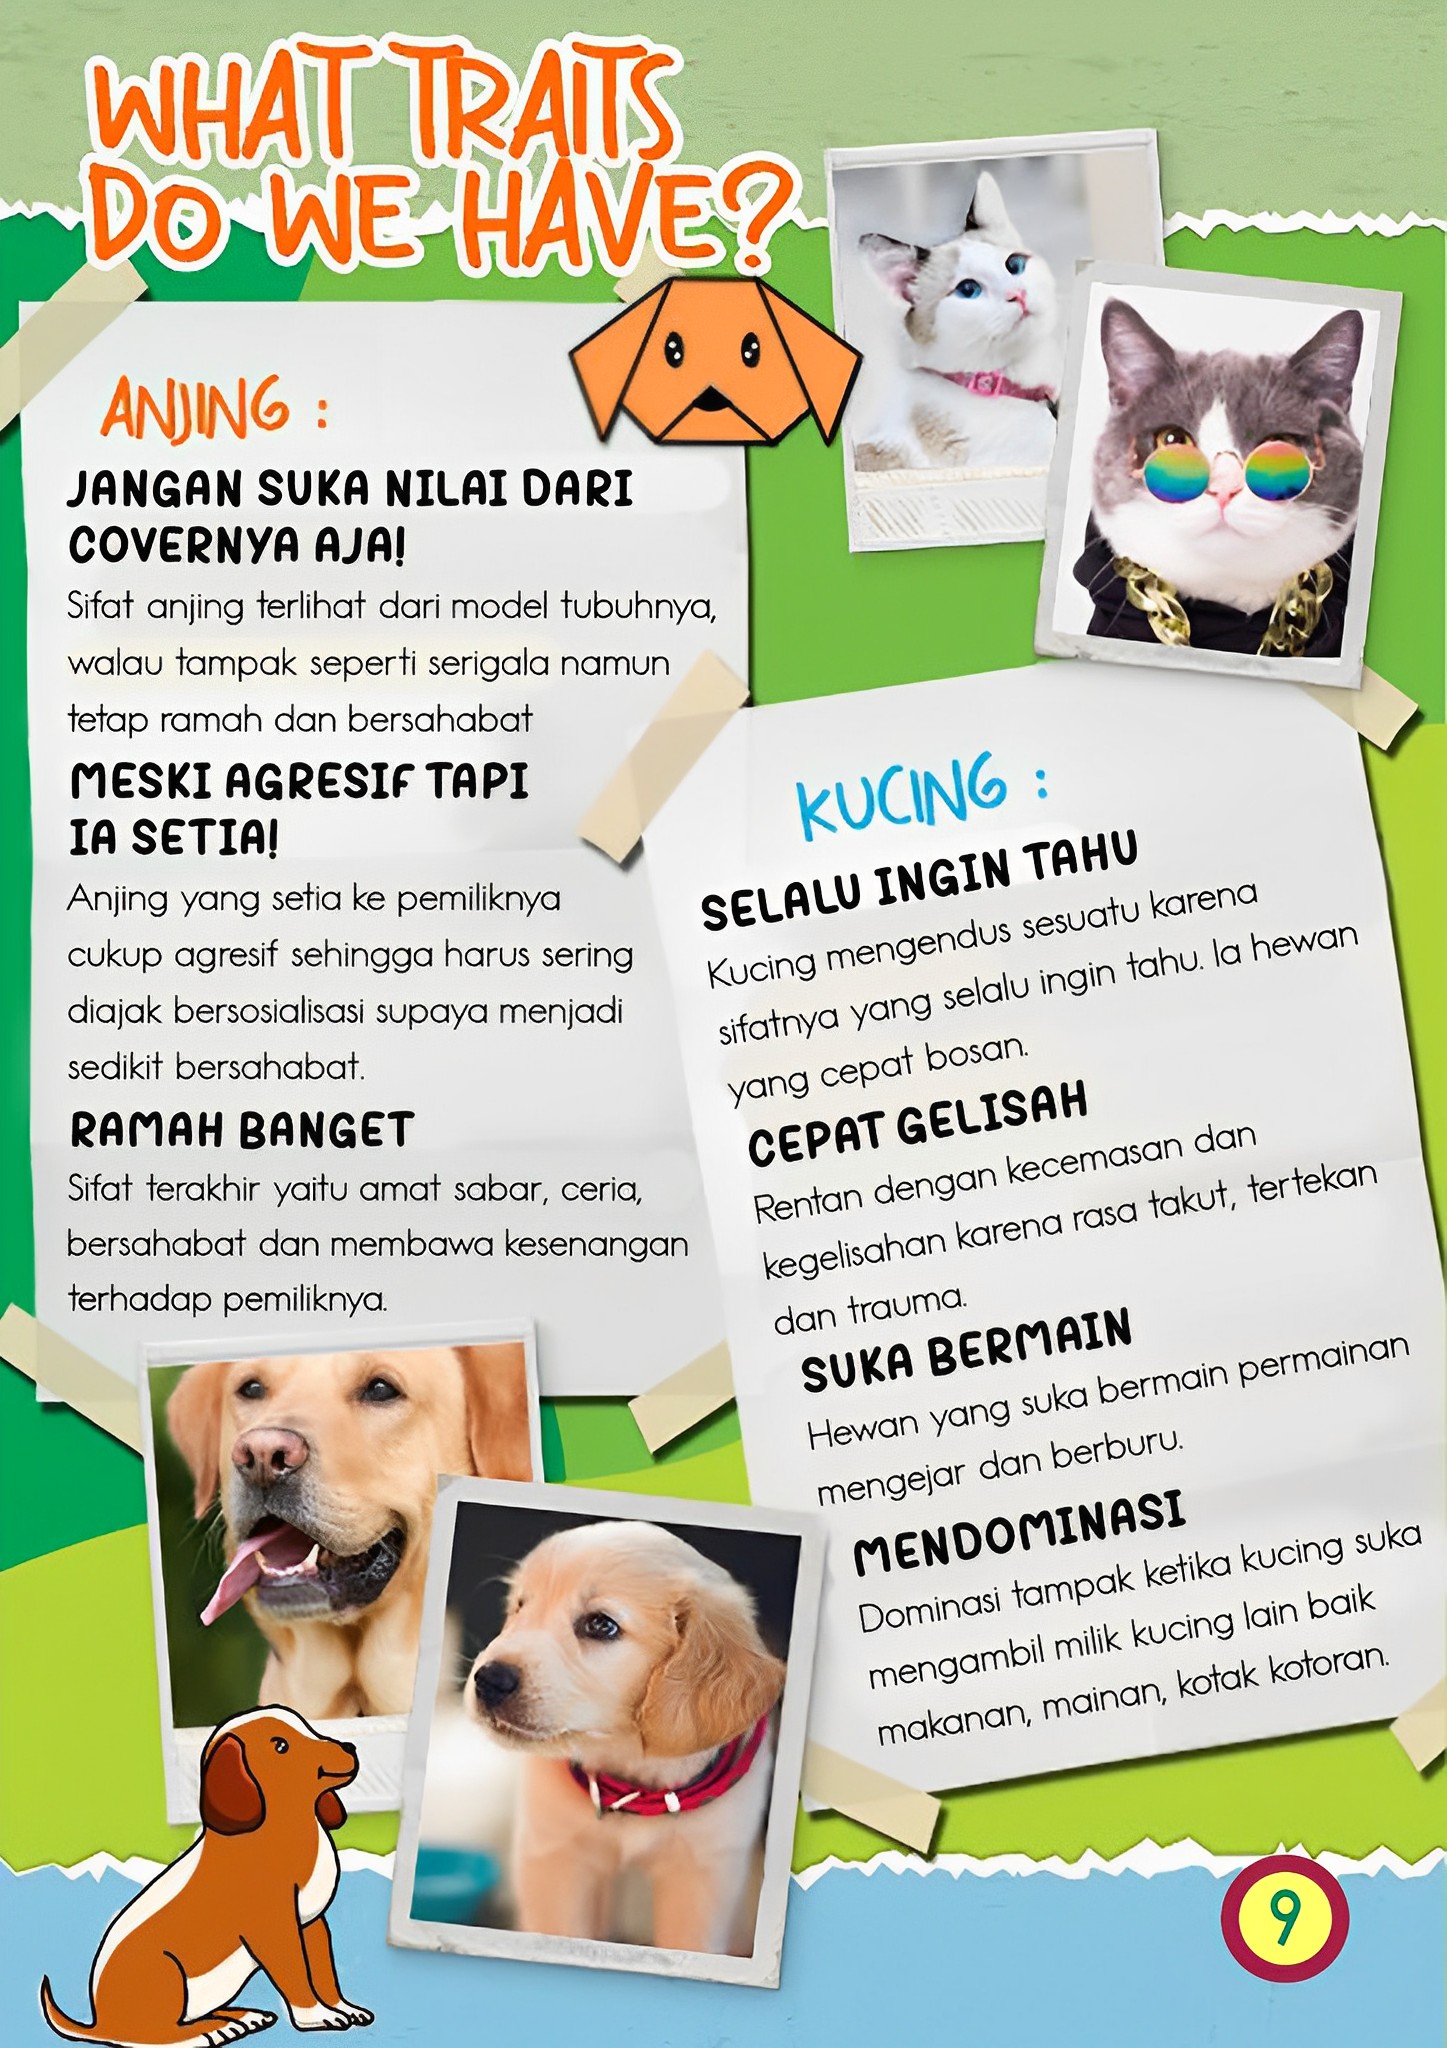 WHAT TRAITS
DO WE HAVE?
ANJING :
JANGAN SUKA NILAI DARI
COVERNYA AJA!
Sifat anjing terlihat dari model tubuhnya,
walau tampak seperti serigala namun
tetap ramah dan bersahabat
MESKI AGRESIF TAPI
IA SETIA!
Anjing yang setia ke pemiliknya
cukup agresif sehingga harus sering
diajak bersosialisasi supaya menjadi
sedikit bersahabat.
RAMAH BANGET
Sifat terakhir yaitu amat sabar, ceria,
bersahabat dan membawa kesenangan
terhadap pemiliknya.
KUCING :
SELALU INGIN TAHU
Kucing mengendus sesuatu karena
sifatnya yang selalu ingin tahu. Ia hewan
yang cepat bosan.
CEPAT GELISAH
Rentan dengan kecemasan dan
kegelisahan karena rasa takut, tertekan
dan trauma.
SUKA BERMAIN
Hewan yang suka bermain permainan
mengejar dan berburu.
MENDOMINASI
Dominasi tampak ketika kucing suka
mengambil milik kucing lain baik
makanan, mainan, kotak kotoran.
9